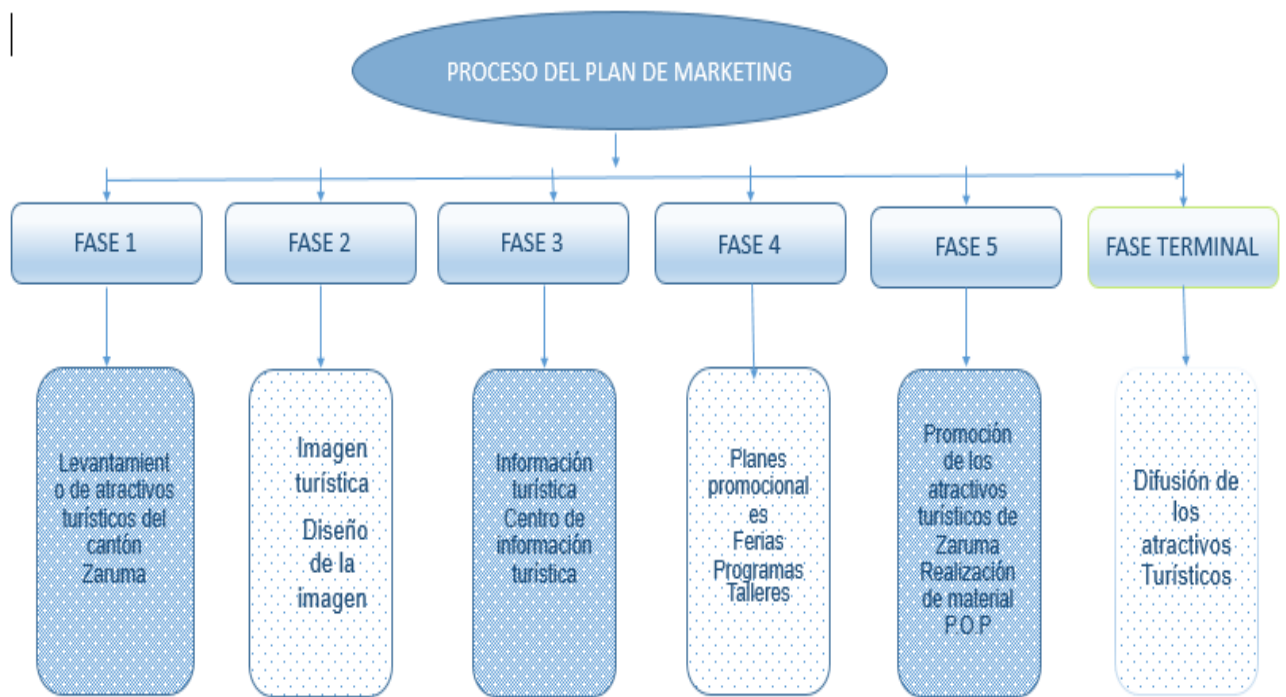 PROCESO DEL PLAN DE MARKETING
FASE 1
FASE 2
FASE 3
FASE 4
FASE 5
FASE TERMINAL
Levantamient
o de atractivos
turísticos del
cantón
Zaruma
Imagen
turística
Diseño
de la
imagen
Información
turística
Centro de
información
turistica
Planes
promocional
es
Ferias
Programas
Talleres
Promoción
de los
atractivos
turísticos de
Zaruma
Realización
de material
P.O.P
Difusión de
los
atractivos
Turísticos